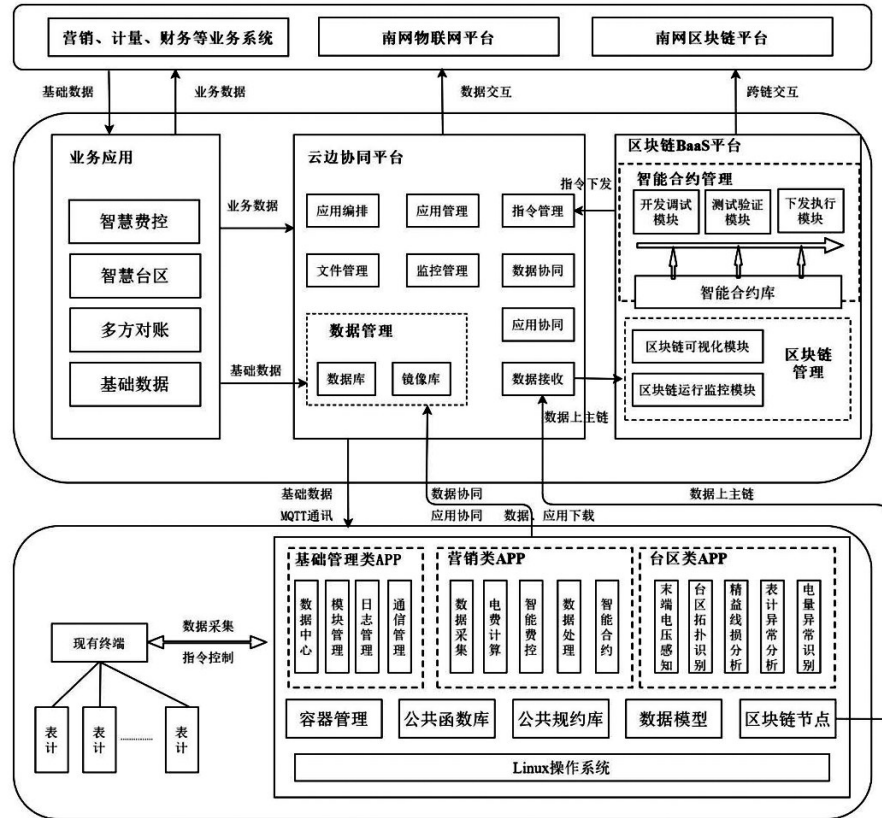 营销、计量、财务等业务系统
南网物联网平台
南网区块链平台
基础数据
业务数据
数据交互
跨链交互
业务应用
智慧费控
智慧台区
多方对账
基础数据
业务数据
基础数据
云边协同平台
应用编排
应用管理
指令管理
文件管理
监控管理
数据协同
应用协同
数据管理
数据库
镜像库
数据接收
指令下发
数据上主链
区块链BaaS平台
智能合约管理
开发调试
模块
测试验证
模块
下发执行
模块
智能合约库
区块链可视化模块
区块链运行监控模块
区块链
管理
基础数据
MQTT通讯
数据协同
应用协同
数据、应用下载
数据上主链
现有终端
数据采集
指令控制
表计
表计
..............
表计
基础管理类APP
数据中心
模块管理
日志管理
通信管理
营销类APP
数据采集
电费计算
智能费控
数据处理
智能合约
台区类APP
末端电压感知
台区拓扑识别
精益线损分析
表计异常分析
电量异常识别
容器管理
公共函数库
公共规约库
数据模型
区块链节点
Linux操作系统